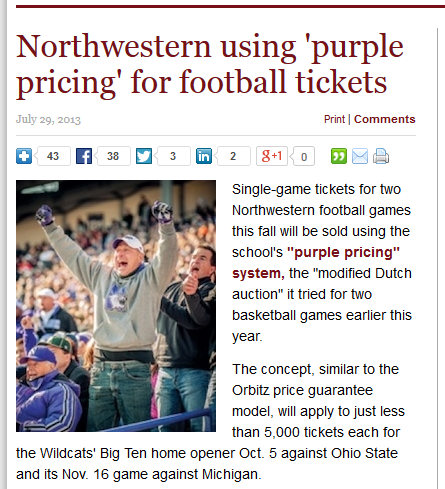 Northwestern using 'purple
pricing' for football tickets
July 29, 2013
Print | Comments
43 38 3 in 2 g+1 0
Single-game tickets for two
Northwestern football games
this fall will be sold using the
school's "purple pricing"
system, the "modified Dutch
auction" it tried for two
basketball games earlier this
year.
The concept, similar to the
Orbitz price guarantee
model, will apply to just less
than 5,000 tickets each for
the Wildcats' Big Ten home opener Oct. 5 against Ohio State
and its Nov. 16 game against Michigan.